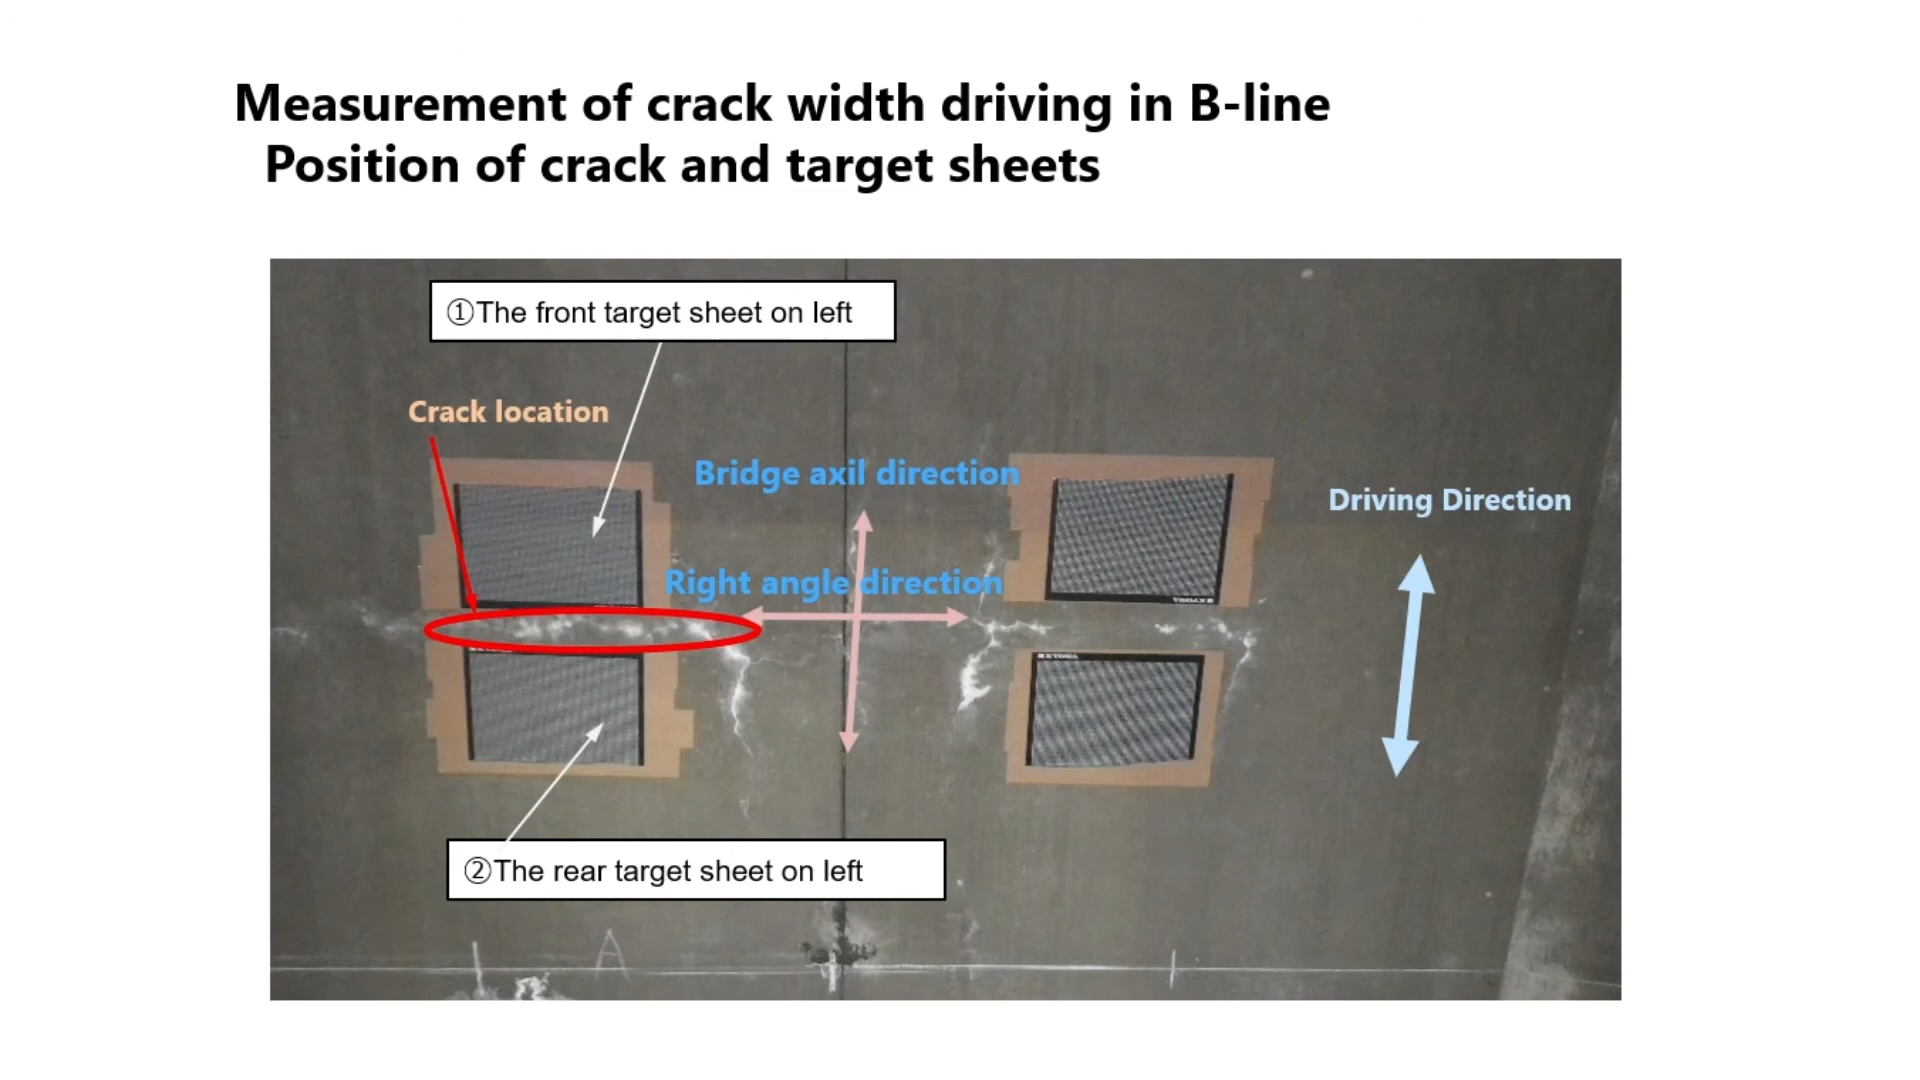 Measurement of crack width driving in B-line
Position of crack and target sheets
①The front target sheet on left
Crack location
Bridge axil direction
Driving Direction
Right angle direction
②The rear target sheet on left
A